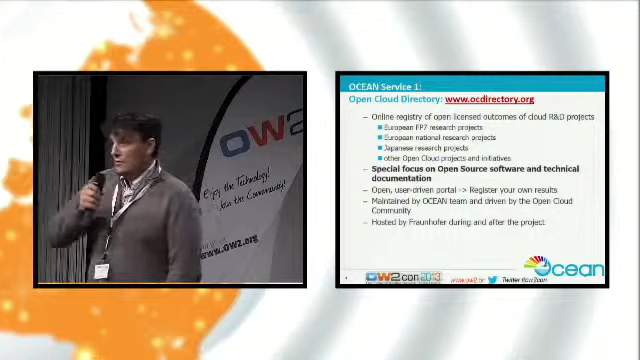 OW2
Enjoy the Technology!
Join the Community!
www.ow2.org
OCEAN Service 1:
Open Cloud Directory: www.ocdirectory.org
– Online registry of open licensed outcomes of cloud R&D projects
European FP7 research projects
European national research projects
Japanese research projects
other Open Cloud projects and initiatives
– Special focus on Open Source software and technical
documentation
– Open, user-driven portal -> Register your own results
– Maintained by OCEAN team and driven by the Open Cloud
Community
– Hosted by Fraunhofer during and after the project
Ocean
OW2con 2013
Twitter #ow2con